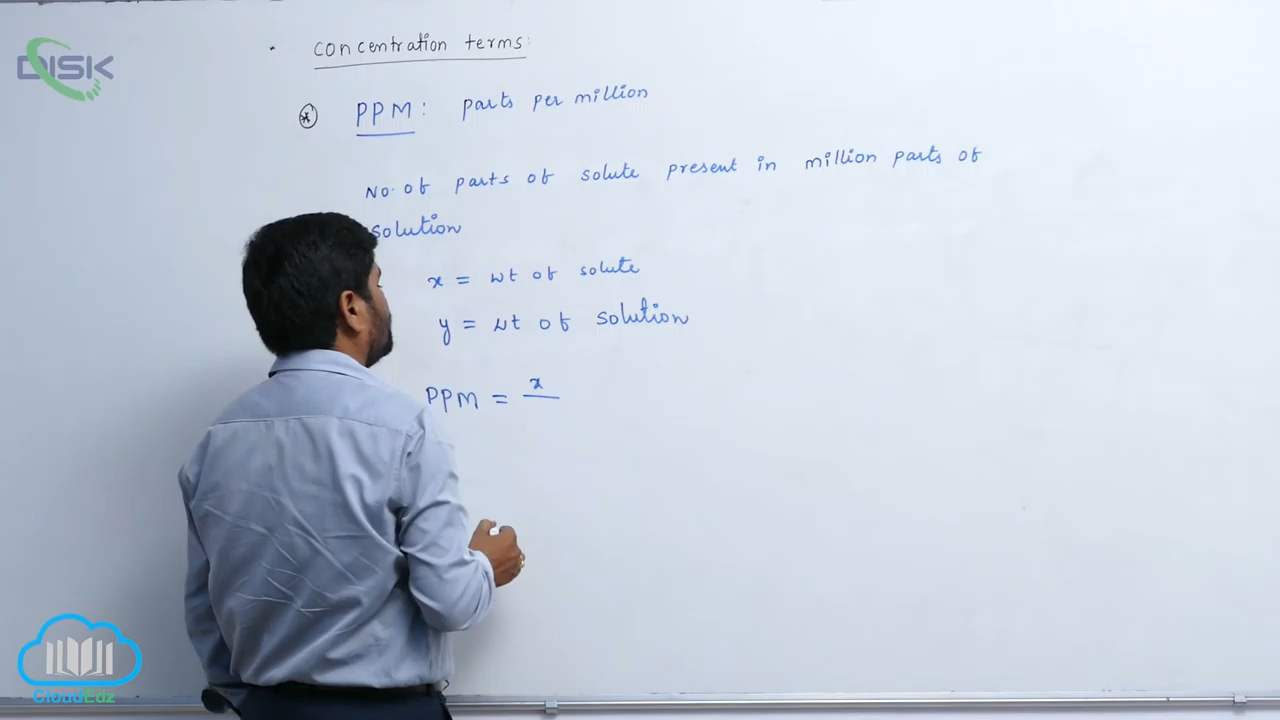 DISK
• Concentration terms:
* PPM: parts per million
No. of parts of solute present in million parts of
solution
x = wt of solute
y = wt of solution
PPM = x
CloudEdz